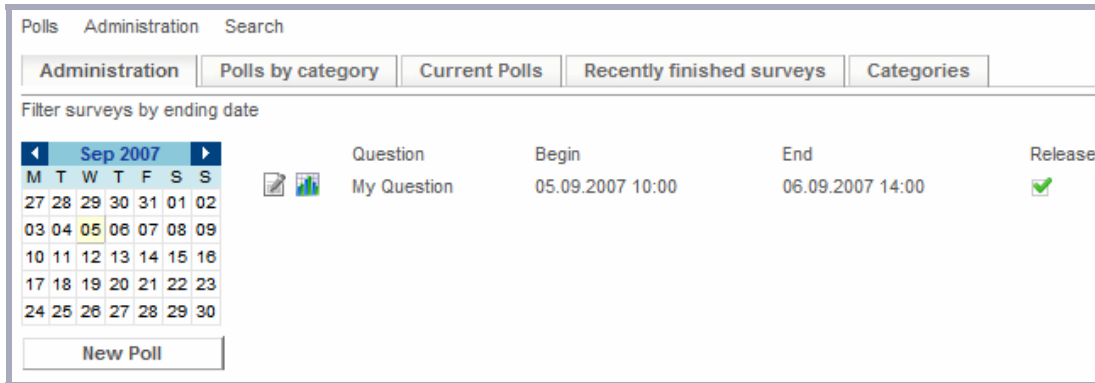 Polls Administration Search
Administration Polls by category Current Polls Recently finished surveys Categories
Filter surveys by ending date
Sep 2007
M T W T F S S
27 28 29 30 31 01 02
03 04 05 06 07 08 09
10 11 12 13 14 15 16
17 18 19 20 21 22 23
24 25 26 27 28 29 30
New Poll
Question Begin End Release
My Question 05.09.2007 10:00 06.09.2007 14:00